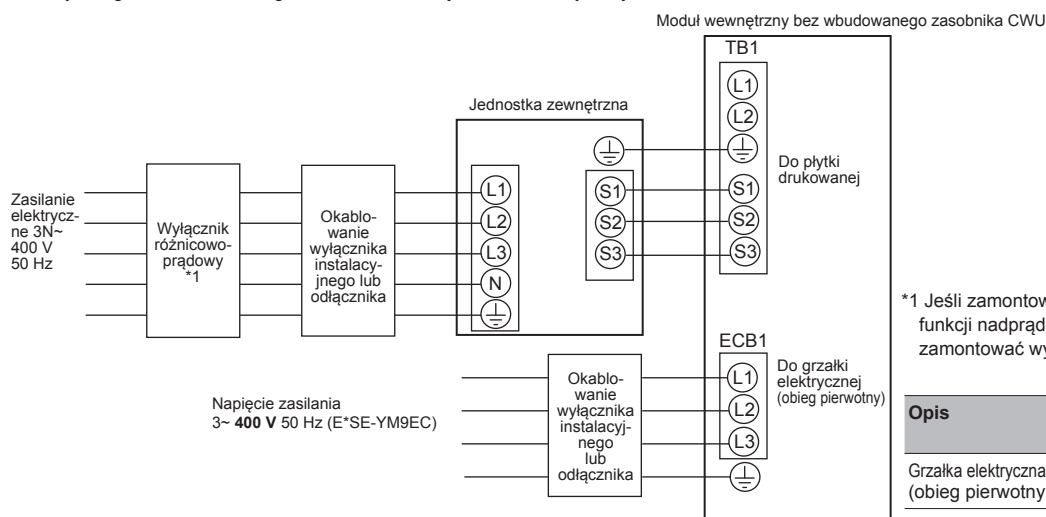 Moduł wewnętrzny bez wbudowanego zasobnika CWU
TB1
L1
L2
Jednostka zewnętrzna
Do płytki
drukowanej
S1
S2
S3
Zasilanie
elektrycz-
ne 3N~
400 V
50 Hz
Wyłącznik
różnicowo-
prądowy
*1
Okablo-
wanie
wyłącznika
instalacy-
jnego lub
odłącznika
L1
L2
L3
N
S1
S2
S3
*1 Jeśli zamontow
funkcji nadprąd
zamontować wy
ECB1
Do grzałki
elektrycznej
(obieg pierwotny)
L1
L2
L3
Okablo-
wanie
wyłącznika
instalacyj-
nego
lub
odłącznika
Napięcie zasilania
3~ 400 V 50 Hz (E*SE-YM9EC)
Opis
Grzałka elektryczna
(obieg pierwotny